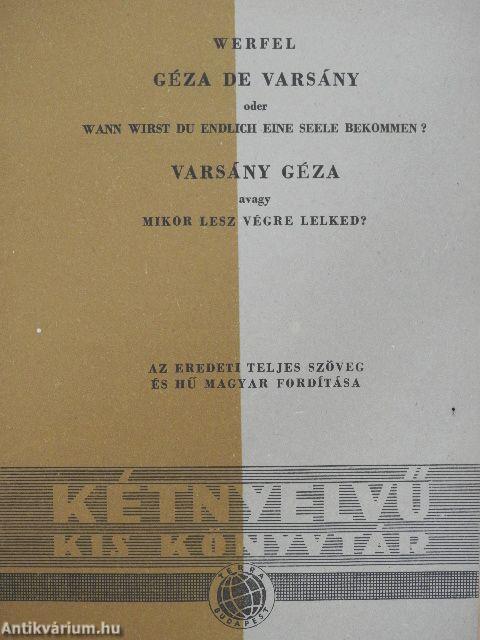 WERFEL
GÉZA DE VARSÁNY
oder
WANN WIRST DU ENDLICH EINE SEELE BEKOMMEN?
VARSÁNY GÉZA
avagy
MIKOR LESZ VÉGRE LELKED?
AZ EREDETI TELJES SZÖVEG
ÉS HŰ MAGYAR FORDÍTÁSA
KÉTNYELVŰ
KIS KÖNYVTÁR
TERRA
BUDAPEST
Antikvárium.hu